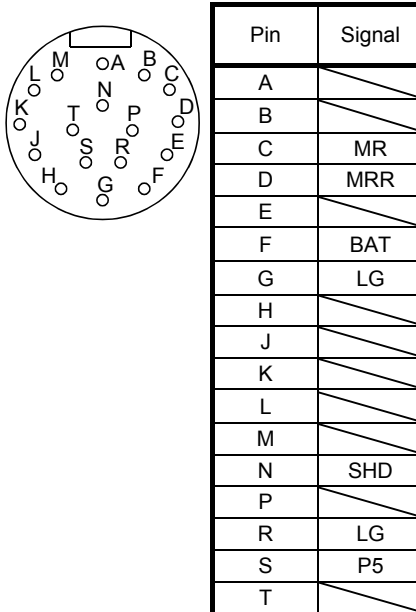 M A B
L C
N
K T P D
J S R E
H G F
Pin Signal
A
B
C MR
D MRR
E
F BAT
G LG
H
J
K
L
M
N SHD
P
R LG
S P5
T